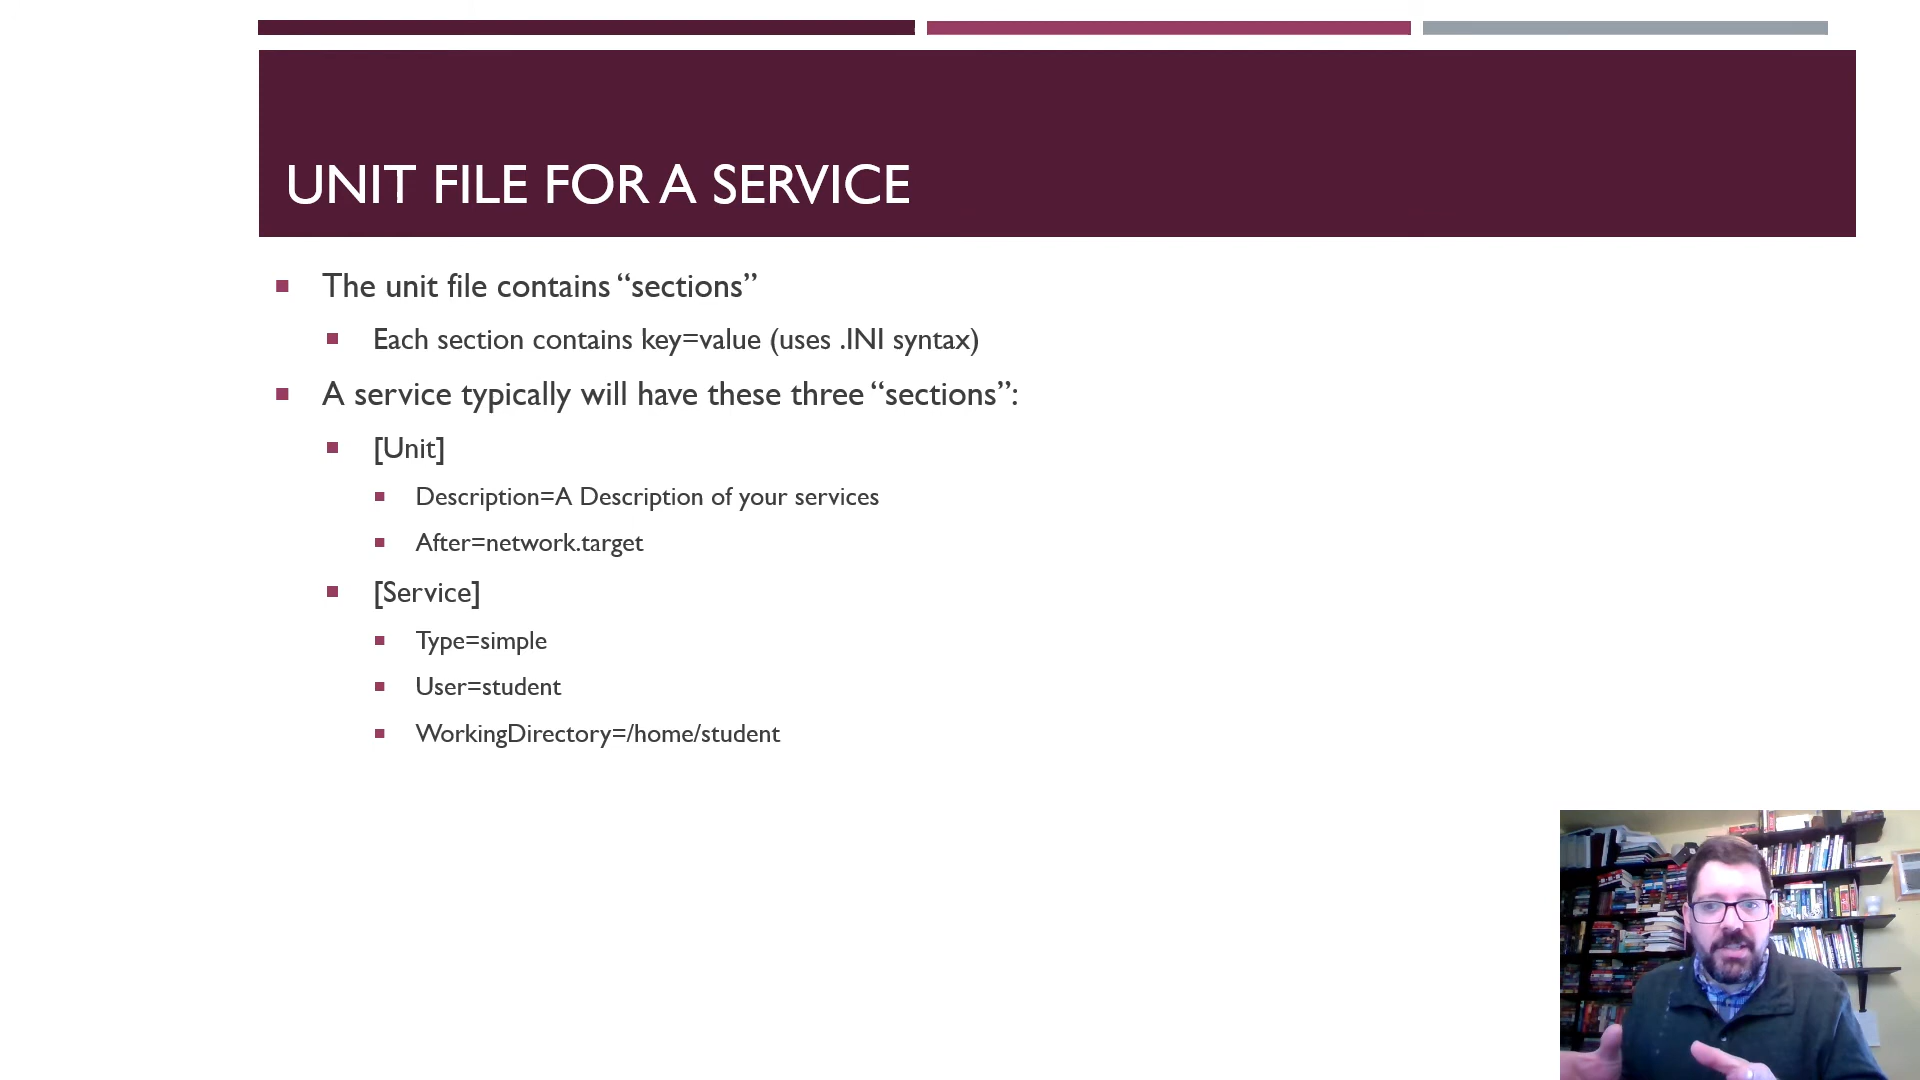 UNIT FILE FOR A SERVICE
The unit file contains “sections”
Each section contains key=value (uses .INI syntax)
A service typically will have these three “sections”:
[Unit]
Description=A Description of your services
After=network.target
[Service]
Type=simple
User=student
WorkingDirectory=/home/student